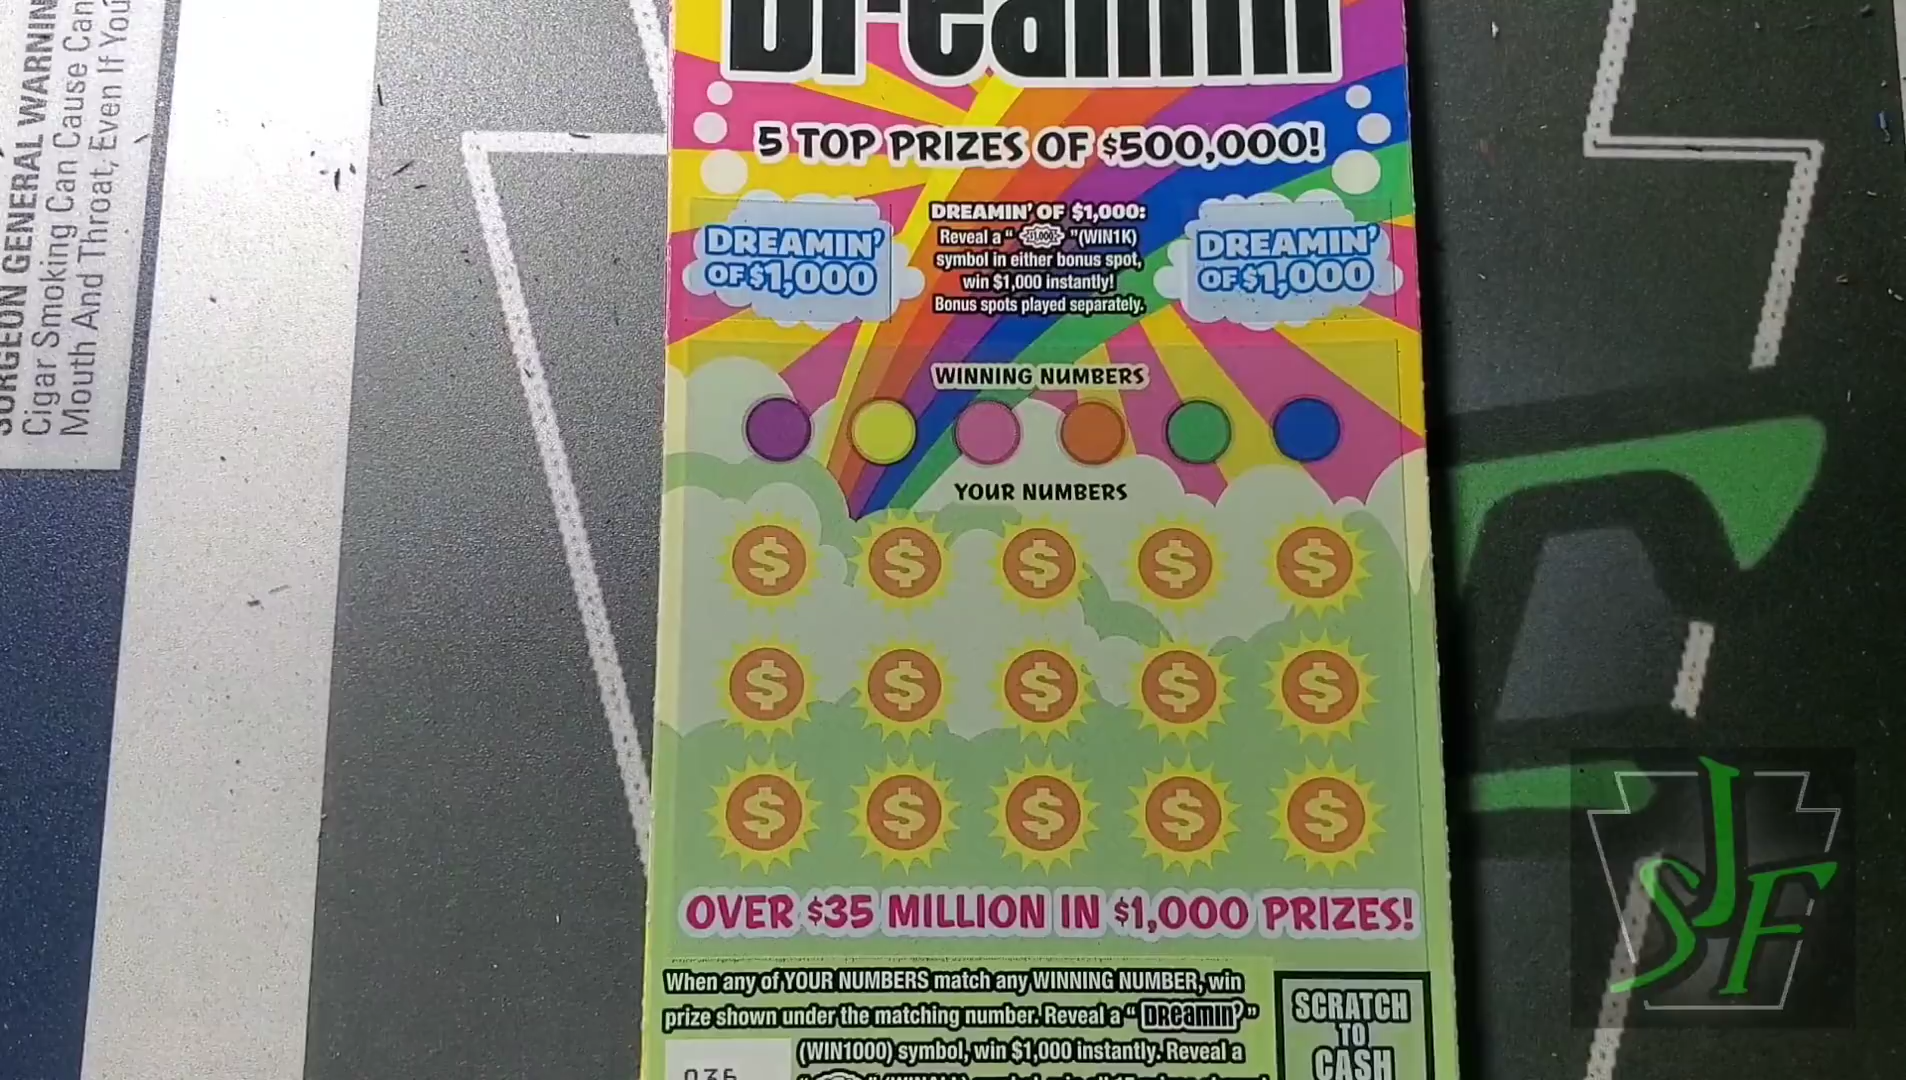 Dreamin'
5 TOP PRIZES OF $500,000!
DREAMIN'
OF $1,000
DREAMIN' OF $1,000:
Reveal a " $1,000 " (WIN1K)
symbol in either bonus spot,
win $1,000 instantly!
Bonus spots played separately.
DREAMIN'
OF $1,000
WINNING NUMBERS
YOUR NUMBERS
$ $ $ $ $
$ $ $ $ $
$ $ $ $ $
OVER $35 MILLION IN $1,000 PRIZES!
When any of YOUR NUMBERS match any WINNING NUMBER, win
prize shown under the matching number. Reveal a " DReamin' "
(WIN1000) symbol, win $1,000 instantly. Reveal a
036
SCRATCH
TO
CASH
SURGEON GENERAL WARNIN
Cigar Smoking Can Cause Can
Mouth And Throat, Even If You
SJF